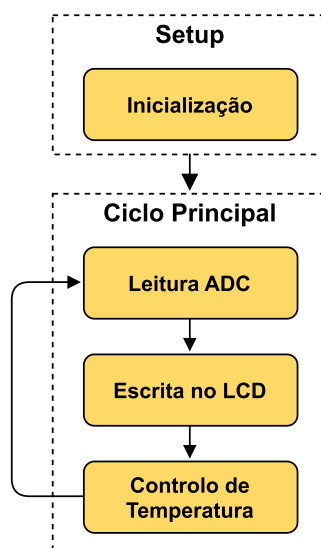 Setup
Inicialização
Ciclo Principal
Leitura ADC
Escrita no LCD
Controlo de
Temperatura